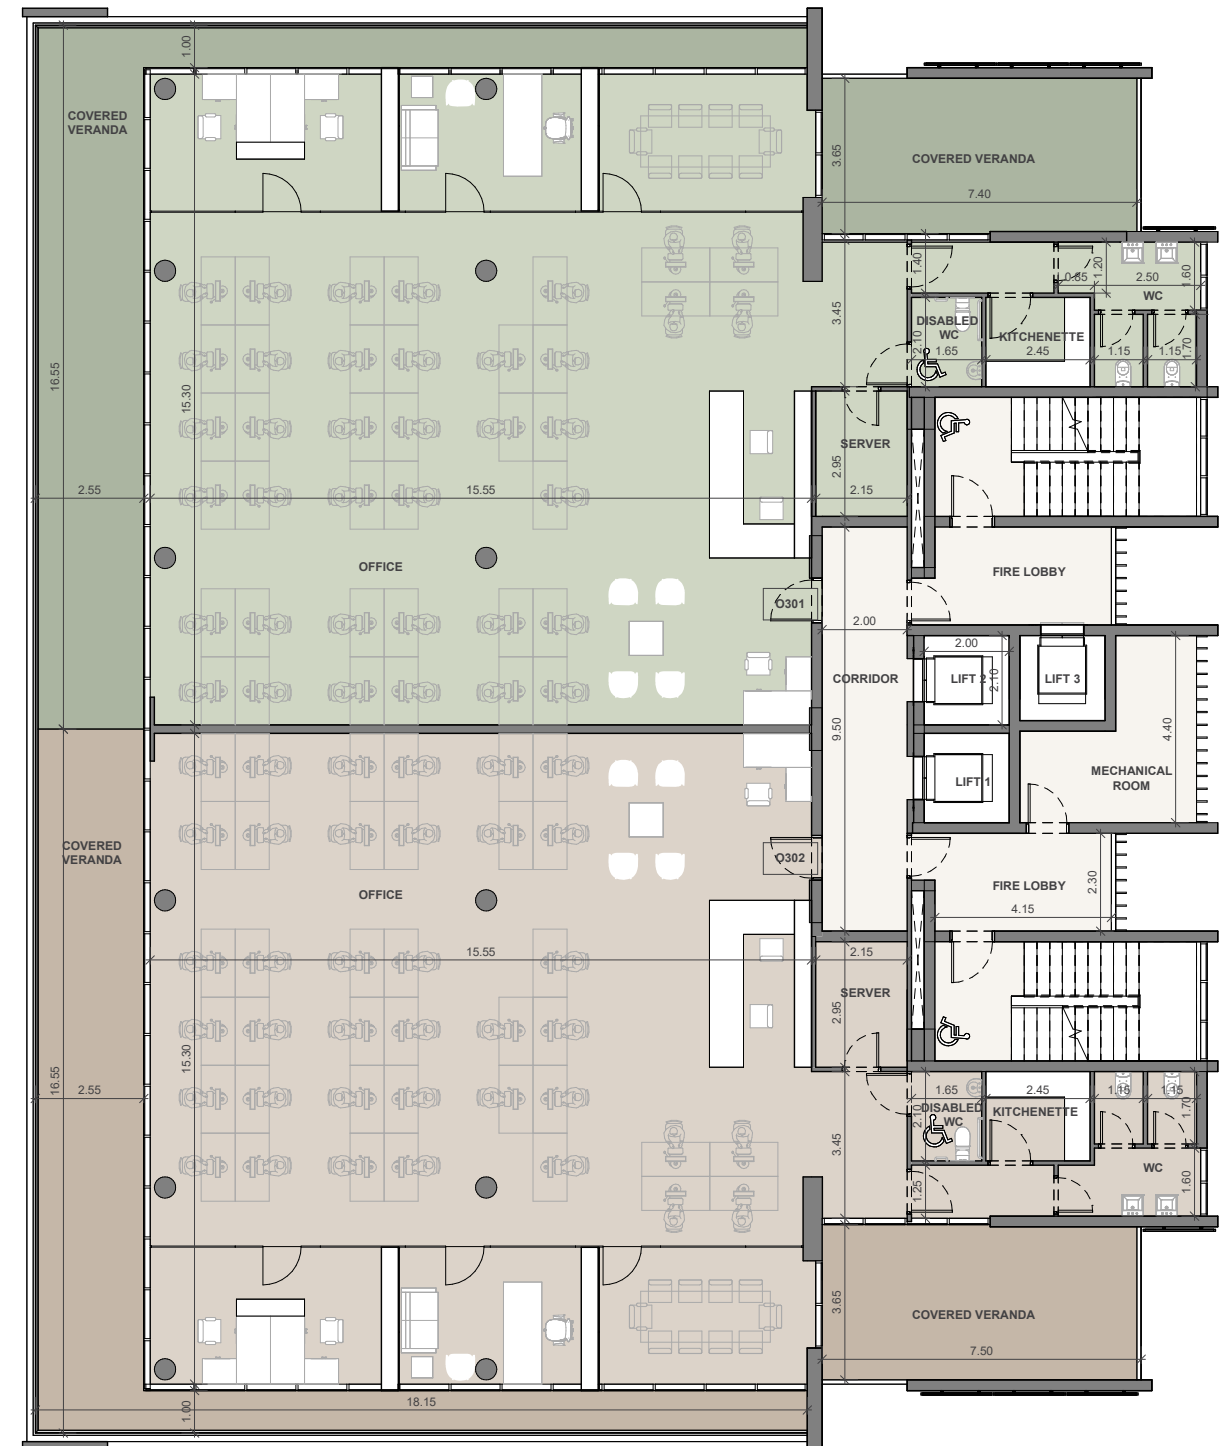 1.00
COVERED
VERANDA
3.65
COVERED VERANDA
7.40
1.40
0.65
1.20
2.50
1.60
WC
3.45
DISABLED
WC
KITCHENETTE
2.10
1.65
2.45
1.15
1.15
1.70
16.55
15.30
SERVER
2.95
2.55
15.55
2.15
OFFICE
FIRE LOBBY
O301
2.00
2.00
CORRIDOR
LIFT 2
2.10
LIFT 3
9.50
4.40
LIFT 1
MECHANICAL
ROOM
COVERED
VERANDA
O302
OFFICE
FIRE LOBBY
2.30
4.15
15.55
2.15
SERVER
2.95
16.55
15.30
2.55
1.65
2.45
1.15
1.15
1.70
2.10
DISABLED
WC
KITCHENETTE
3.45
WC
1.25
1.60
3.65
COVERED VERANDA
7.50
18.15
1.00